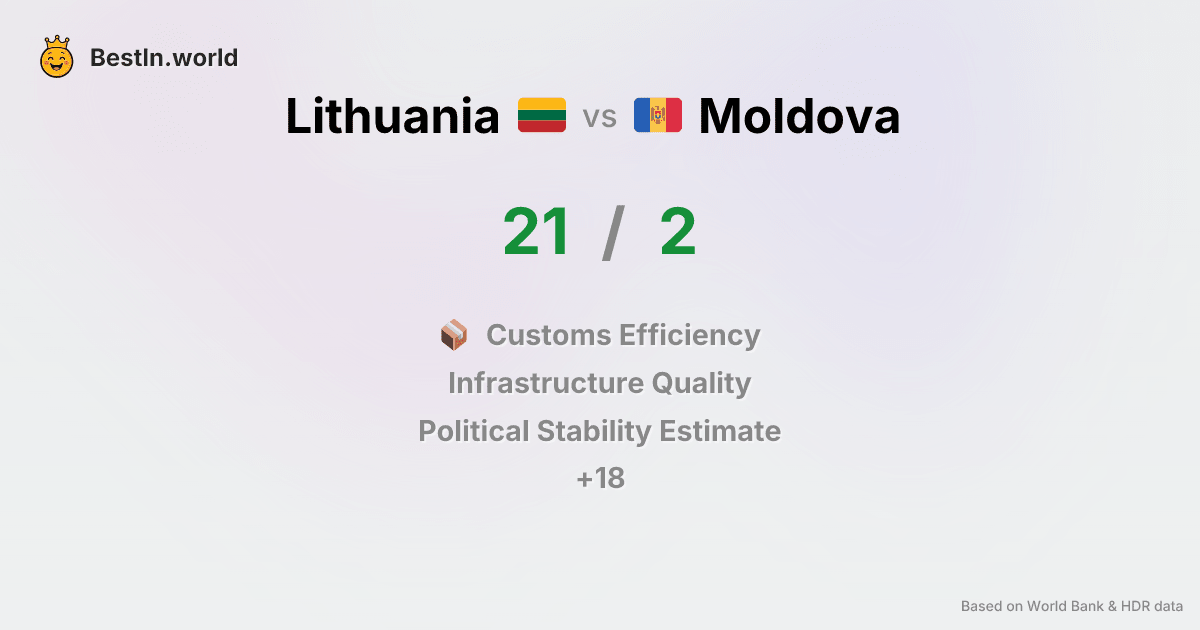 BestIn.world
Lithuania vs Moldova
21 / 2
Customs Efficiency
Infrastructure Quality
Political Stability Estimate
+18
Based on World Bank & HDR data